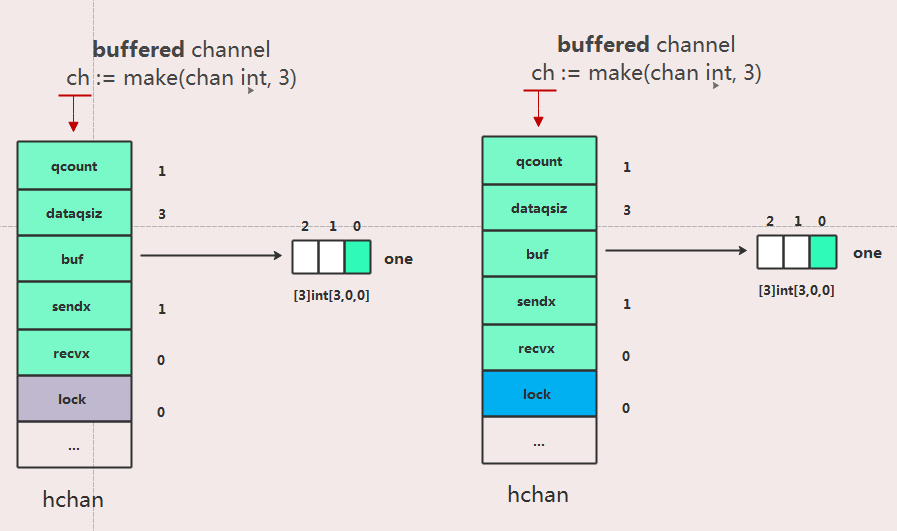 buffered channel
ch := make(chan int, 3)
qcount
1
dataqsiz
3
buf
2 1 0
one
[3]int[3,0,0]
sendx
1
recvx
0
lock
0
...
hchan
buffered channel
ch := make(chan int, 3)
qcount
1
dataqsiz
3
buf
2 1 0
one
[3]int[3,0,0]
sendx
1
recvx
0
lock
0
...
hchan